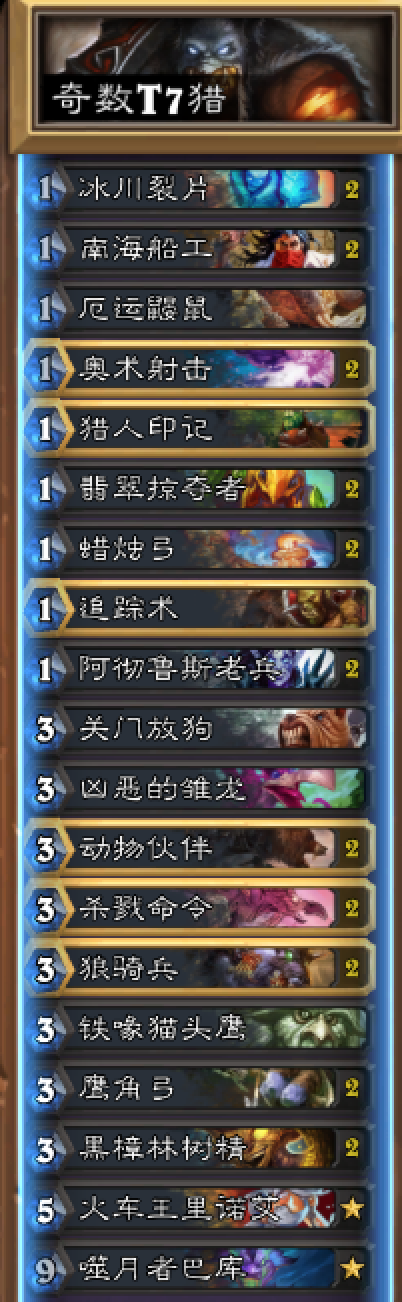 奇数T7猎
1 冰川裂片 2
1 南海船工 2
1 厄运鼹鼠
1 奥术射击 2
1 猎人印记
1 翡翠掠夺者 2
1 蜡烛弓 2
1 追踪术
1 阿彻鲁斯老兵 2
3 关门放狗
3 凶恶的雏龙
3 动物伙伴 2
3 杀戮命令 2
3 狼骑兵 2
3 铁喙猫头鹰
3 鹰角弓 2
3 黑樟林树精 2
5 火车王里诺艾
9 噬月者巴库